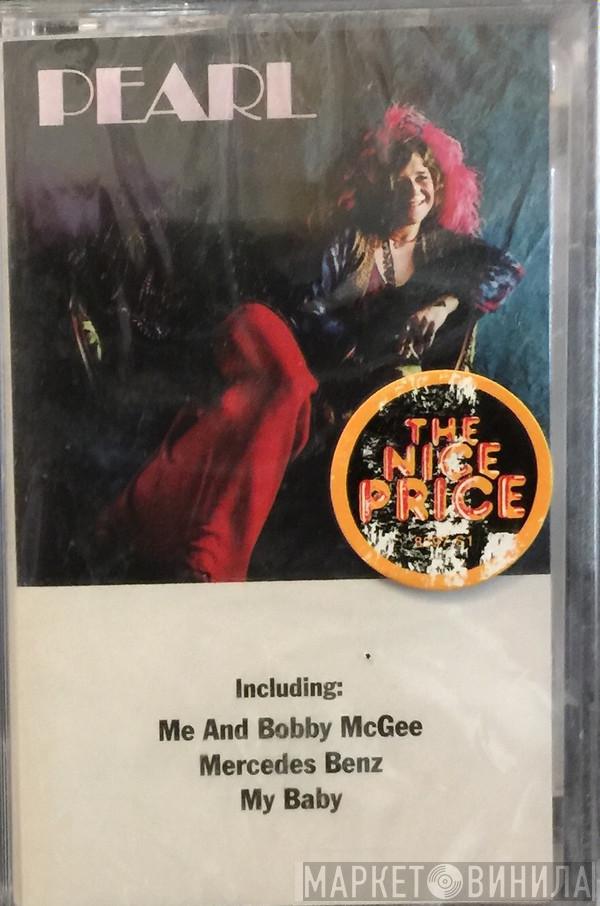 PEARL
THE
NICE
PRICE
Including:
Me And Bobby McGee
Mercedes Benz
My Baby
МАРКЕТ ВИНИЛА